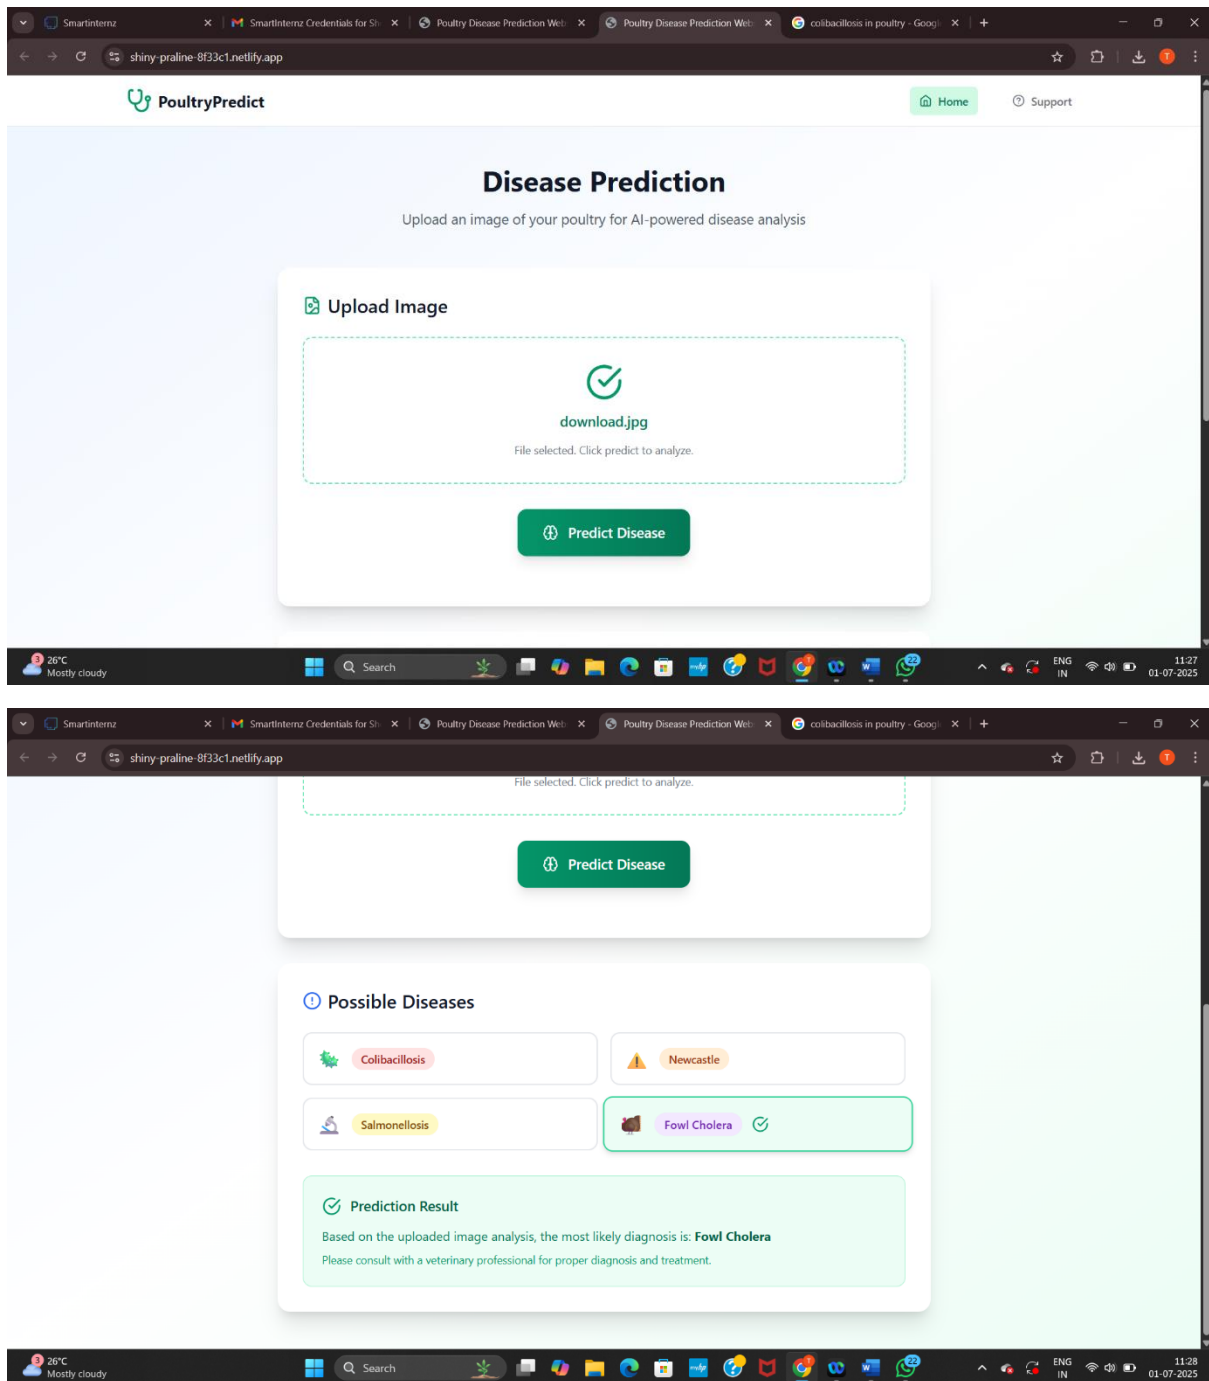 Smartinternz
SmartInternz Credentials for Sh
Poultry Disease Prediction Web
Poultry Disease Prediction Web
colibacillosis in poultry - Googl
shiny-praline-8f33c1.netlify.app
T
PoultryPredict
Home
Support
Disease Prediction
Upload an image of your poultry for AI-powered disease analysis
Upload Image
download.jpg
File selected. Click predict to analyze.
Predict Disease
3
26°C
Mostly cloudy
Search
22
ENG
IN
11:27
01-07-2025
Smartinternz
SmartInternz Credentials for Sh
Poultry Disease Prediction Web
Poultry Disease Prediction Web
colibacillosis in poultry - Googl
shiny-praline-8f33c1.netlify.app
T
File selected. Click predict to analyze.
Predict Disease
Possible Diseases
Colibacillosis
Newcastle
Salmonellosis
Fowl Cholera
Prediction Result
Based on the uploaded image analysis, the most likely diagnosis is: Fowl Cholera
Please consult with a veterinary professional for proper diagnosis and treatment.
3
26°C
Mostly cloudy
Search
22
ENG
IN
11:28
01-07-2025